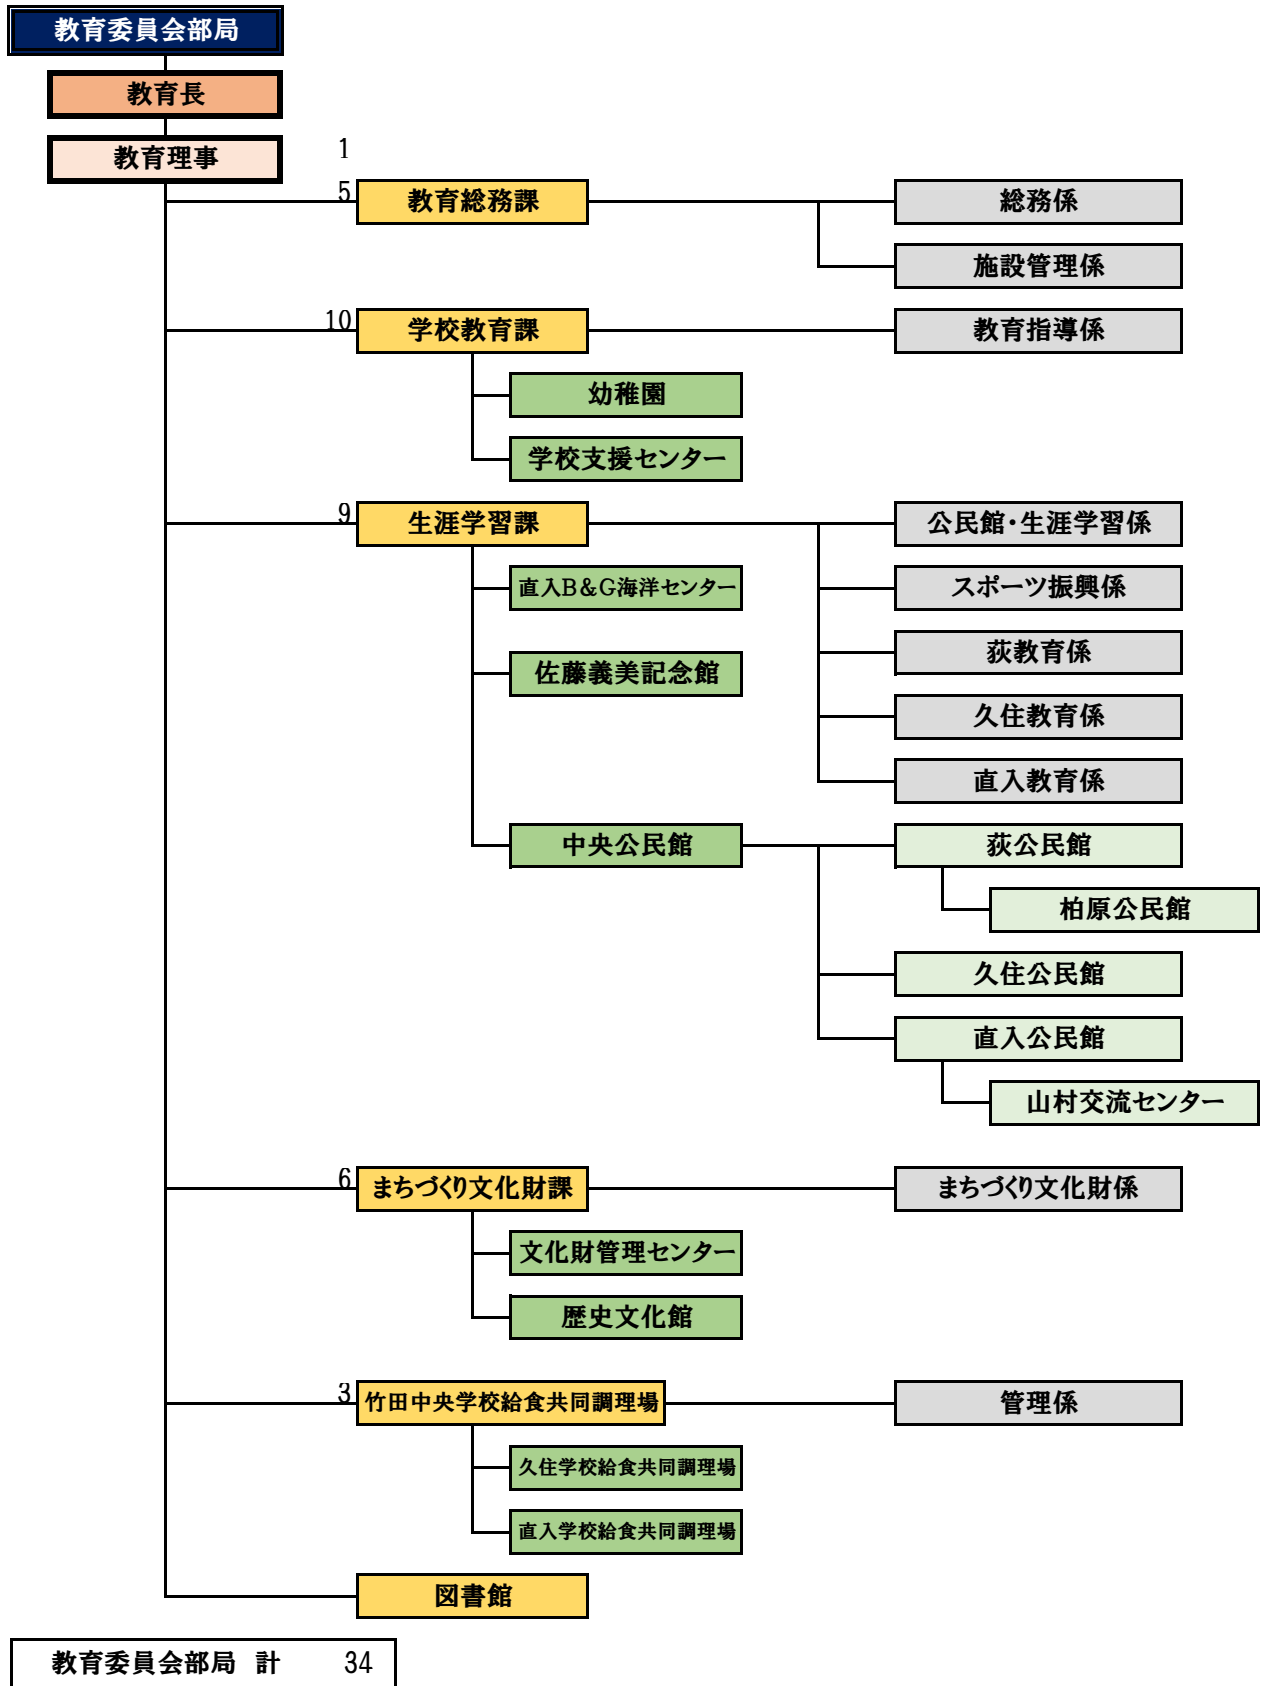 教育委員会部局
教育長
教育理事 1
5 教育総務課 総務係
施設管理係
10 学校教育課 教育指導係
幼稚園
学校支援センター
9 生涯学習課 公民館・生涯学習係
直入B&G海洋センター スポーツ振興係
荻教育係
佐藤義美記念館
久住教育係
直入教育係
中央公民館 荻公民館
柏原公民館
久住公民館
直入公民館
山村交流センター
6 まちづくり文化財課 まちづくり文化財係
文化財管理センター
歴史文化館
3 竹田中央学校給食共同調理場 管理係
久住学校給食共同調理場
直入学校給食共同調理場
図書館
教育委員会部局 計 34